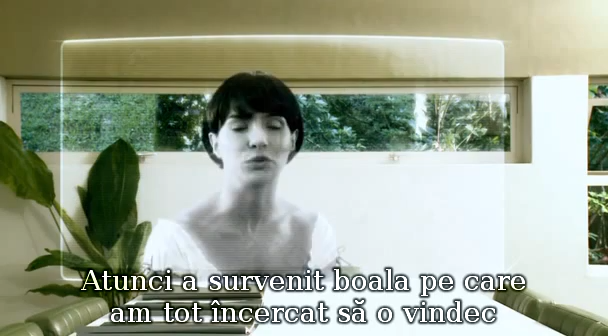 Atunci a survenit boala pe care
am tot încercat să o vindec